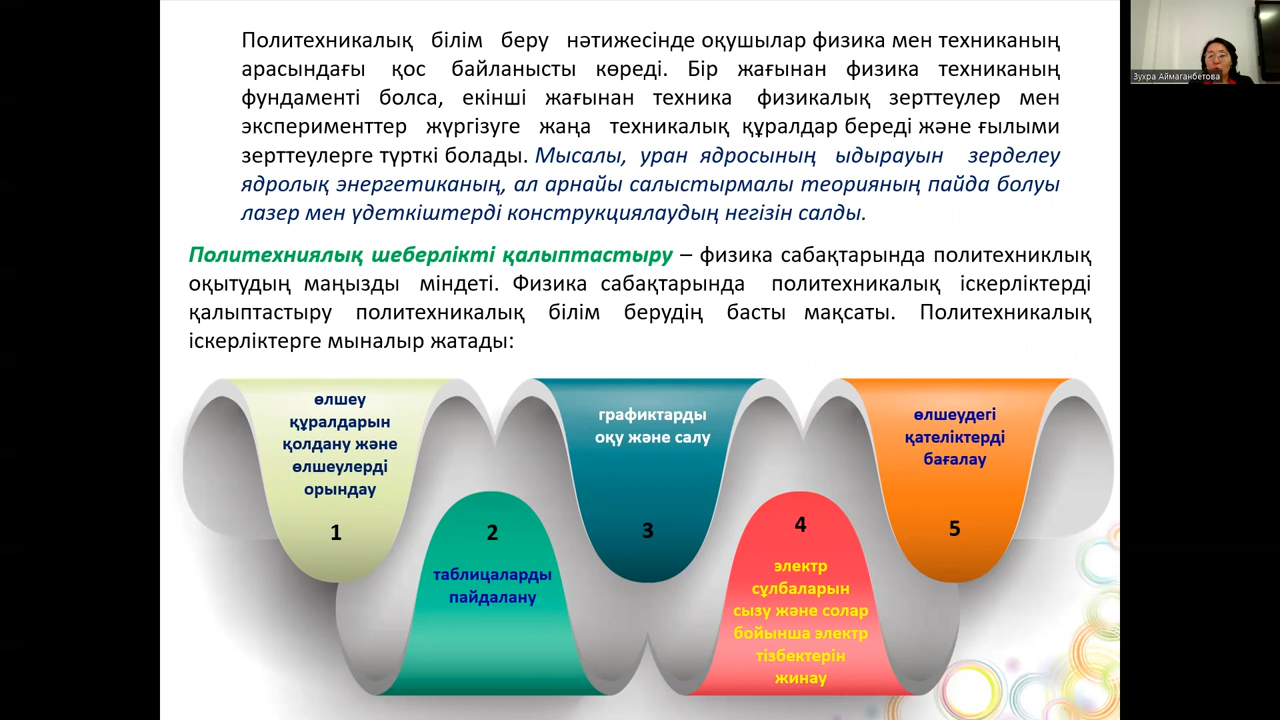 Политехникалық білім беру нәтижесінде оқушылар физика мен техниканың
арасындағы қос байланысты көреді. Бір жағынан физика техниканың
фундаменті болса, екінші жағынан техника физикалық зерттеулер мен
эксперименттер жүргізуге жаңа техникалық құралдар береді және ғылыми
зерттеулерге түрткі болады. Мысалы, уран ядросының ыдырауын зерделеу
ядролық энергетиканың, ал арнайы салыстырмалы теорияның пайда болуы
лазер мен үдеткіштерді конструкциялаудың негізін салды.
Политехниялық шеберлікті қалыптастыру – физика сабақтарында политехниклық
оқытудың маңызды міндеті. Физика сабақтарында политехникалық іскерліктерді
қалыптастыру политехникалық білім берудің басты мақсаты. Политехникалық
іскерліктерге мыналыр жатады:
өлшеу
құралдарын
қолдану және
өлшеулерді
орындау
1
2
таблицаларды
пайдалану
графиктарды
оқу және салу
3
4
электр
сұлбаларын
сызу және солар
бойынша электр
тізбектерін
жинау
өлшеудегі
қателіктерді
бағалау
5
Зухра Аймаганбетова